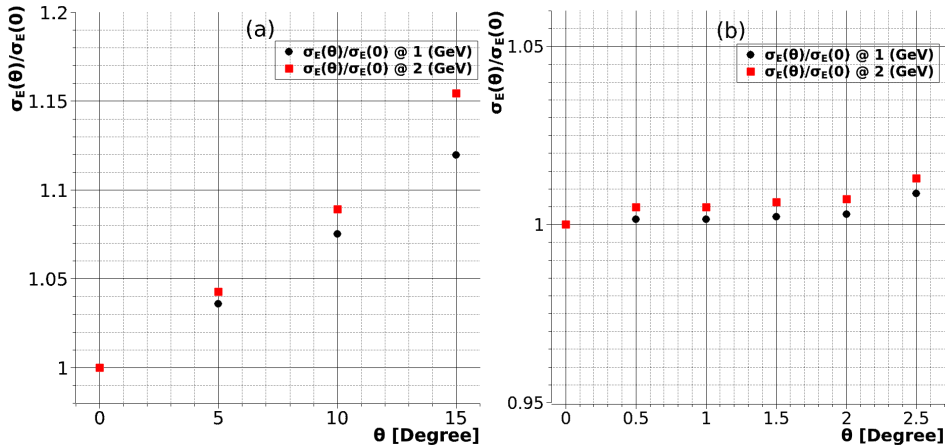 (a)
σE(θ)/σE(0)
σE(θ)/σE(0) @ 1 (GeV)
σE(θ)/σE(0) @ 2 (GeV)
1.2
1.15
1.1
1.05
1
0 5 10 15
θ [Degree]
(b)
σE(θ)/σE(0)
σE(θ)/σE(0) @ 1 (GeV)
σE(θ)/σE(0) @ 2 (GeV)
1.05
1
0.95
0 0.5 1 1.5 2 2.5
θ [Degree]